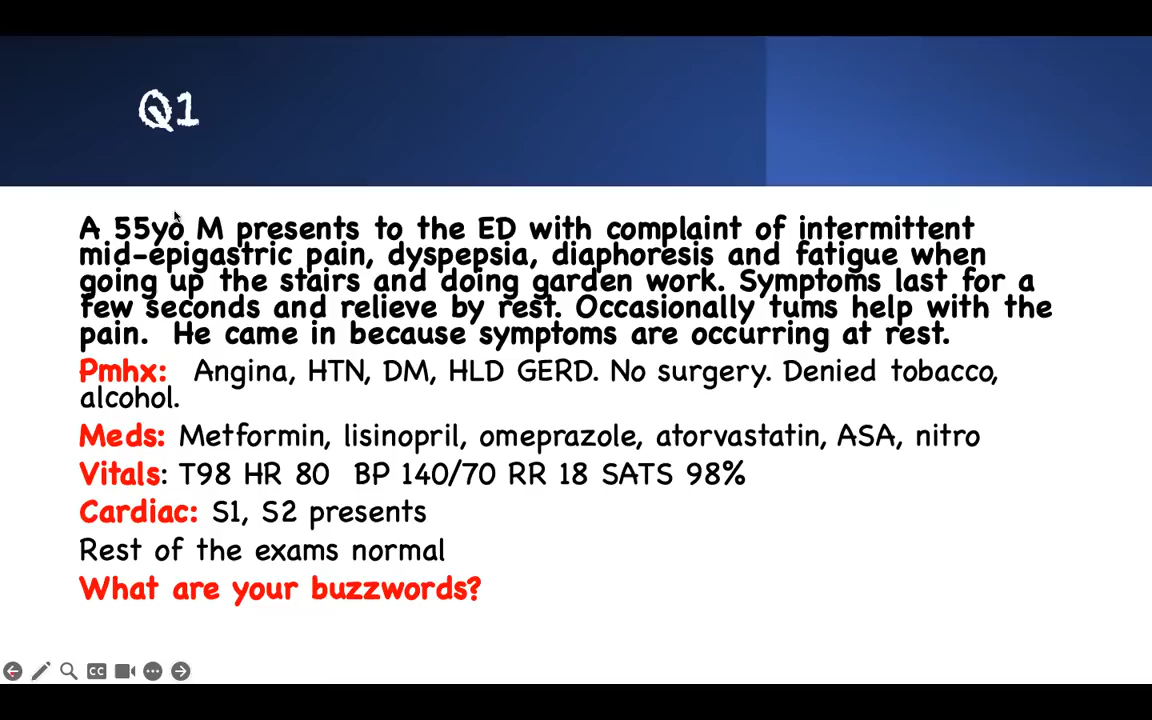 Q1
A 55yo M presents to the ED with complaint of intermittent
mid-epigastric pain, dyspepsia, diaphoresis and fatigue when
going up the stairs and doing garden work. Symptoms last for a
few seconds and relieve by rest. Occasionally tums help with the
pain.  He came in because symptoms are occurring at rest.
Pmhx:   Angina, HTN, DM, HLD GERD. No surgery. Denied tobacco,
alcohol.
Meds: Metformin, lisinopril, omeprazole, atorvastatin, ASA, nitro
Vitals: T98 HR 80   BP 140/70 RR 18 SATS 98%
Cardiac: S1, S2 presents
Rest of the exams normal
What are your buzzwords?
CC